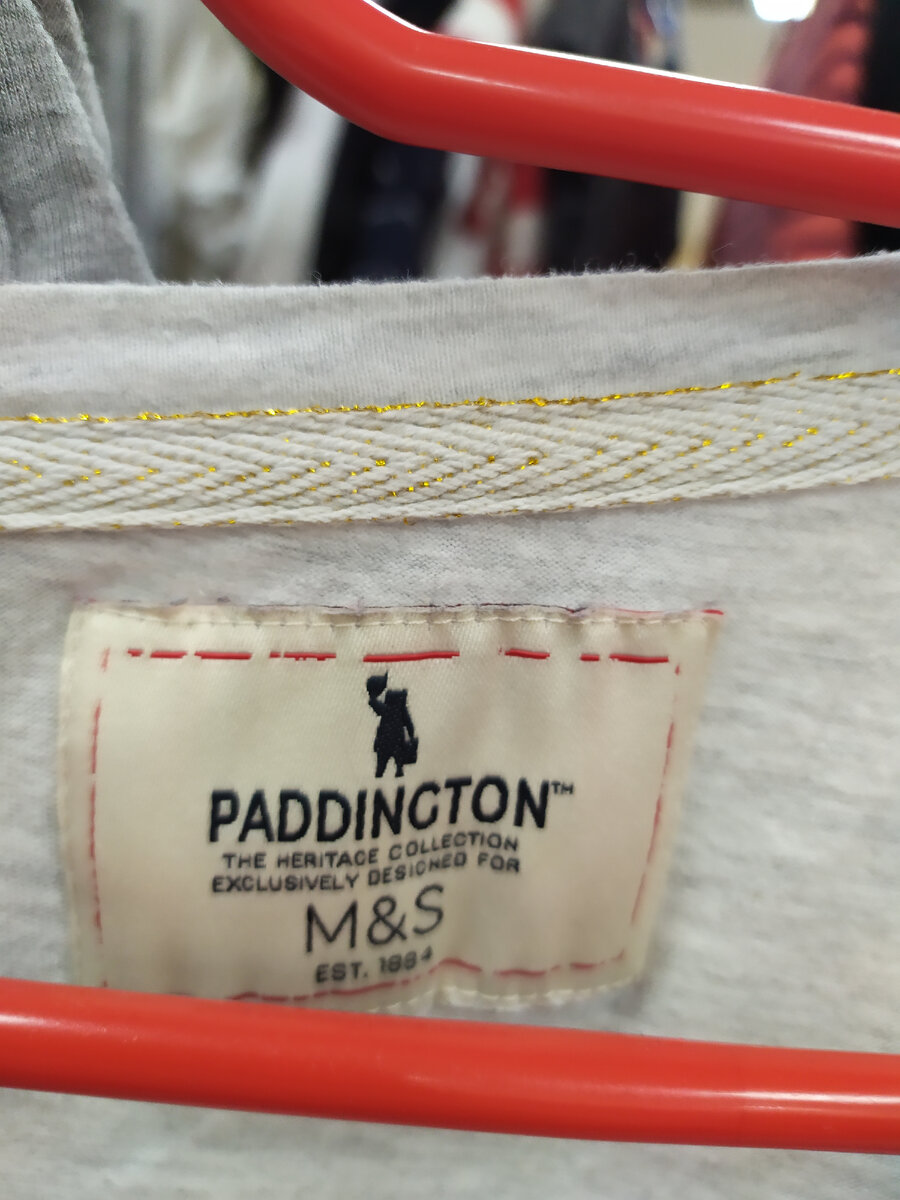 PADDINGTON™
THE HERITAGE COLLECTION
EXCLUSIVELY DESIGNED FOR
M&S
EST. 1884